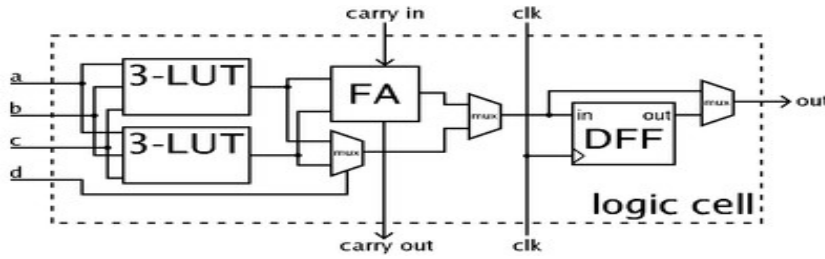 carry in
clk
a
3-LUT
FA
mux
out
b
mux
in
out
c
3-LUT
mux
DFF
d
logic cell
carry out
clk